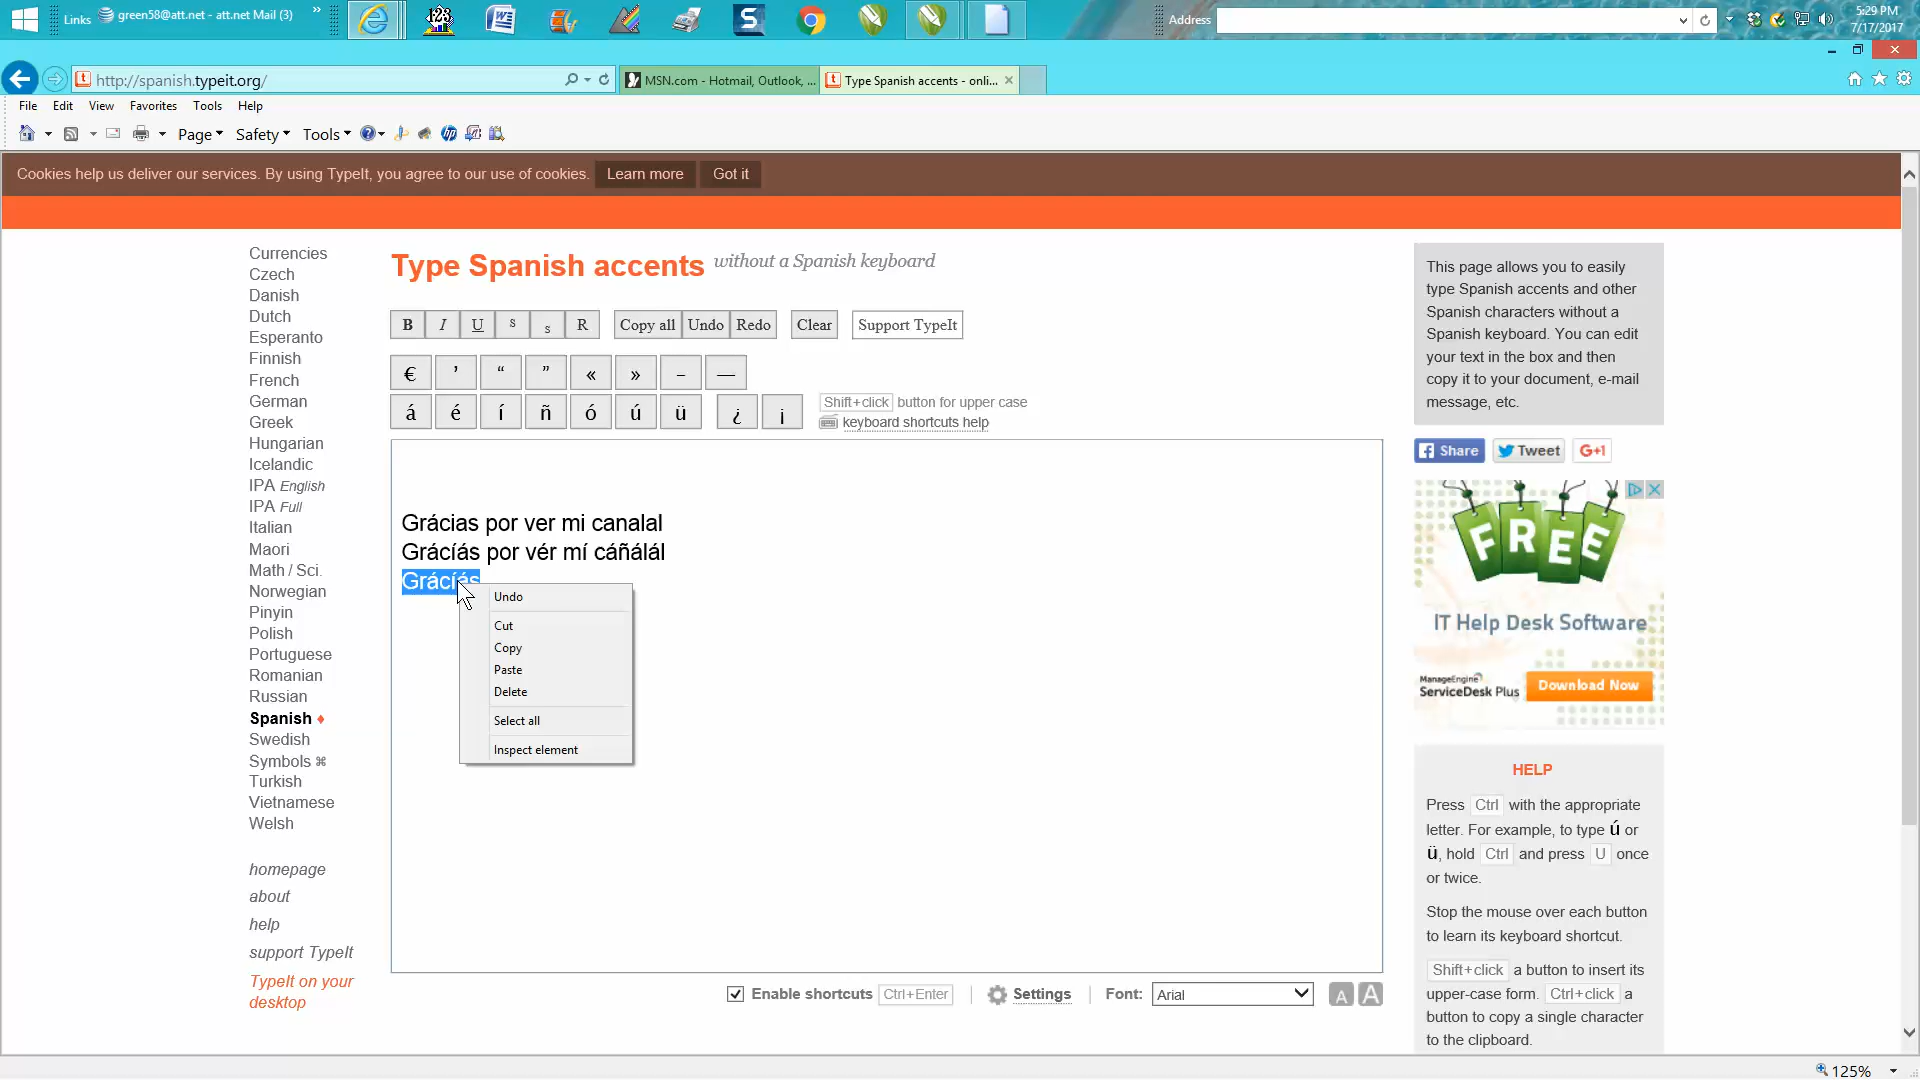 Links green58@att.net - att.net Mail (3) »
Address
5:29 PM
7/17/2017
http://spanish.typeit.org/
MSN.com - Hotmail, Outlook, ...
Type Spanish accents - onli...
File Edit View Favorites Tools Help
Page Safety Tools
Cookies help us deliver our services. By using TypeIt, you agree to our use of cookies. Learn more Got it
Currencies
Czech
Danish
Dutch
Esperanto
Finnish
French
German
Greek
Hungarian
Icelandic
IPA English
IPA Full
Italian
Maori
Math / Sci.
Norwegian
Pinyin
Polish
Portuguese
Romanian
Russian
Spanish ♦
Swedish
Symbols ⌘
Turkish
Vietnamese
Welsh
homepage
about
help
support TypeIt
TypeIt on your
desktop
Type Spanish accents without a Spanish keyboard
B I U s s R Copy all Undo Redo Clear Support TypeIt
€ ’ “ ” « » – —
á é í ñ ó ú ü ¿ ¡
Shift+click button for upper case
keyboard shortcuts help
Grácias por ver mi canalal
Grácíás por vér mí cáñálál
Grácíás
Undo
Cut
Copy
Paste
Delete
Select all
Inspect element
Enable shortcuts Ctrl+Enter | Settings | Font: Arial A A
This page allows you to easily
type Spanish accents and other
Spanish characters without a
Spanish keyboard. You can edit
your text in the box and then
copy it to your document, e-mail
message, etc.
Share Tweet G+1
FREE
IT Help Desk Software
ManageEngine
ServiceDesk Plus
Download Now
HELP
Press Ctrl with the appropriate
letter. For example, to type ú or
ü, hold Ctrl and press U once
or twice.
Stop the mouse over each button
to learn its keyboard shortcut.
Shift+click a button to insert its
upper-case form. Ctrl+click a
button to copy a single character
to the clipboard.
125%